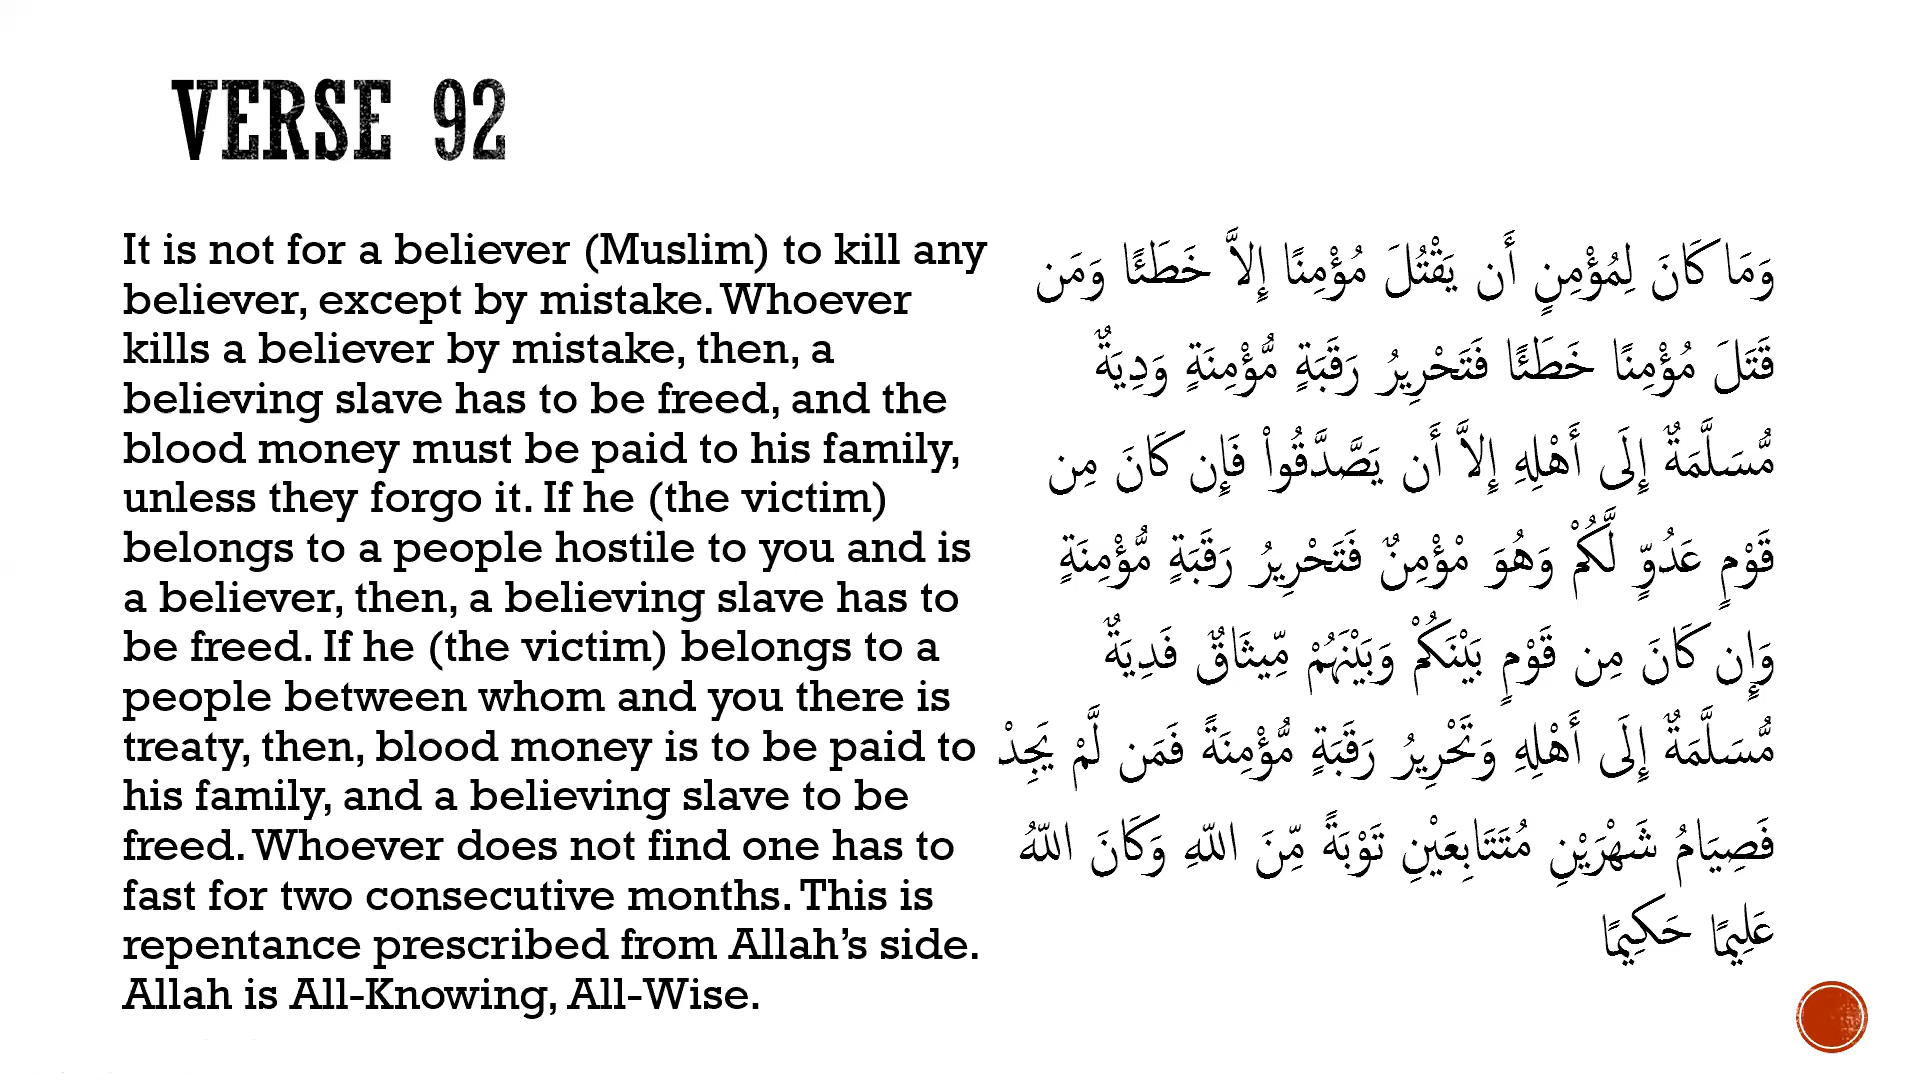 VERSE 92
It is not for a believer (Muslim) to kill any
believer, except by mistake. Whoever
kills a believer by mistake, then, a
believing slave has to be freed, and the
blood money must be paid to his family,
unless they forgo it. If he (the victim)
belongs to a people hostile to you and is
a believer, then, a believing slave has to
be freed. If he (the victim) belongs to a
people between whom and you there is
treaty, then, blood money is to be paid to
his family, and a believing slave to be
freed. Whoever does not find one has to
fast for two consecutive months. This is
repentance prescribed from Allah’s side.
Allah is All-Knowing, All-Wise.
وَمَا كَانَ لِمُؤْمِنٍ أَن يَقْتُلَ مُؤْمِنًا إِلاَّ خَطَئًا وَمَن
قَتَلَ مُؤْمِنًا خَطَئًا فَتَحْرِيرُ رَقَبَةٍ مُّؤْمِنَةٍ وَدِيَةٌ
مُّسَلَّمَةٌ إِلَى أَهْلِهِ إِلاَّ أَن يَصَّدَّقُواْ فَإِن كَانَ مِن
قَوْمٍ عَدُوٍّ لَّكُمْ وَهُوَ مْؤْمِنٌ فَتَحْرِيرُ رَقَبَةٍ مُّؤْمِنَةٍ
وَإِن كَانَ مِن قَوْمٍ بَيْنَكُمْ وَبَيْنَهُمْ مِّيثَاقٌ فَدِيَةٌ
مُّسَلَّمَةٌ إِلَى أَهْلِهِ وَتَحْرِيرُ رَقَبَةٍ مُّؤْمِنَةً فَمَن لَّمْ يَجِدْ
فَصِيَامُ شَهْرَيْنِ مُتَتَابِعَيْنِ تَوْبَةً مِّنَ اللّهِ وَكَانَ اللّهُ
عَلِيمًا حَكِيمًا